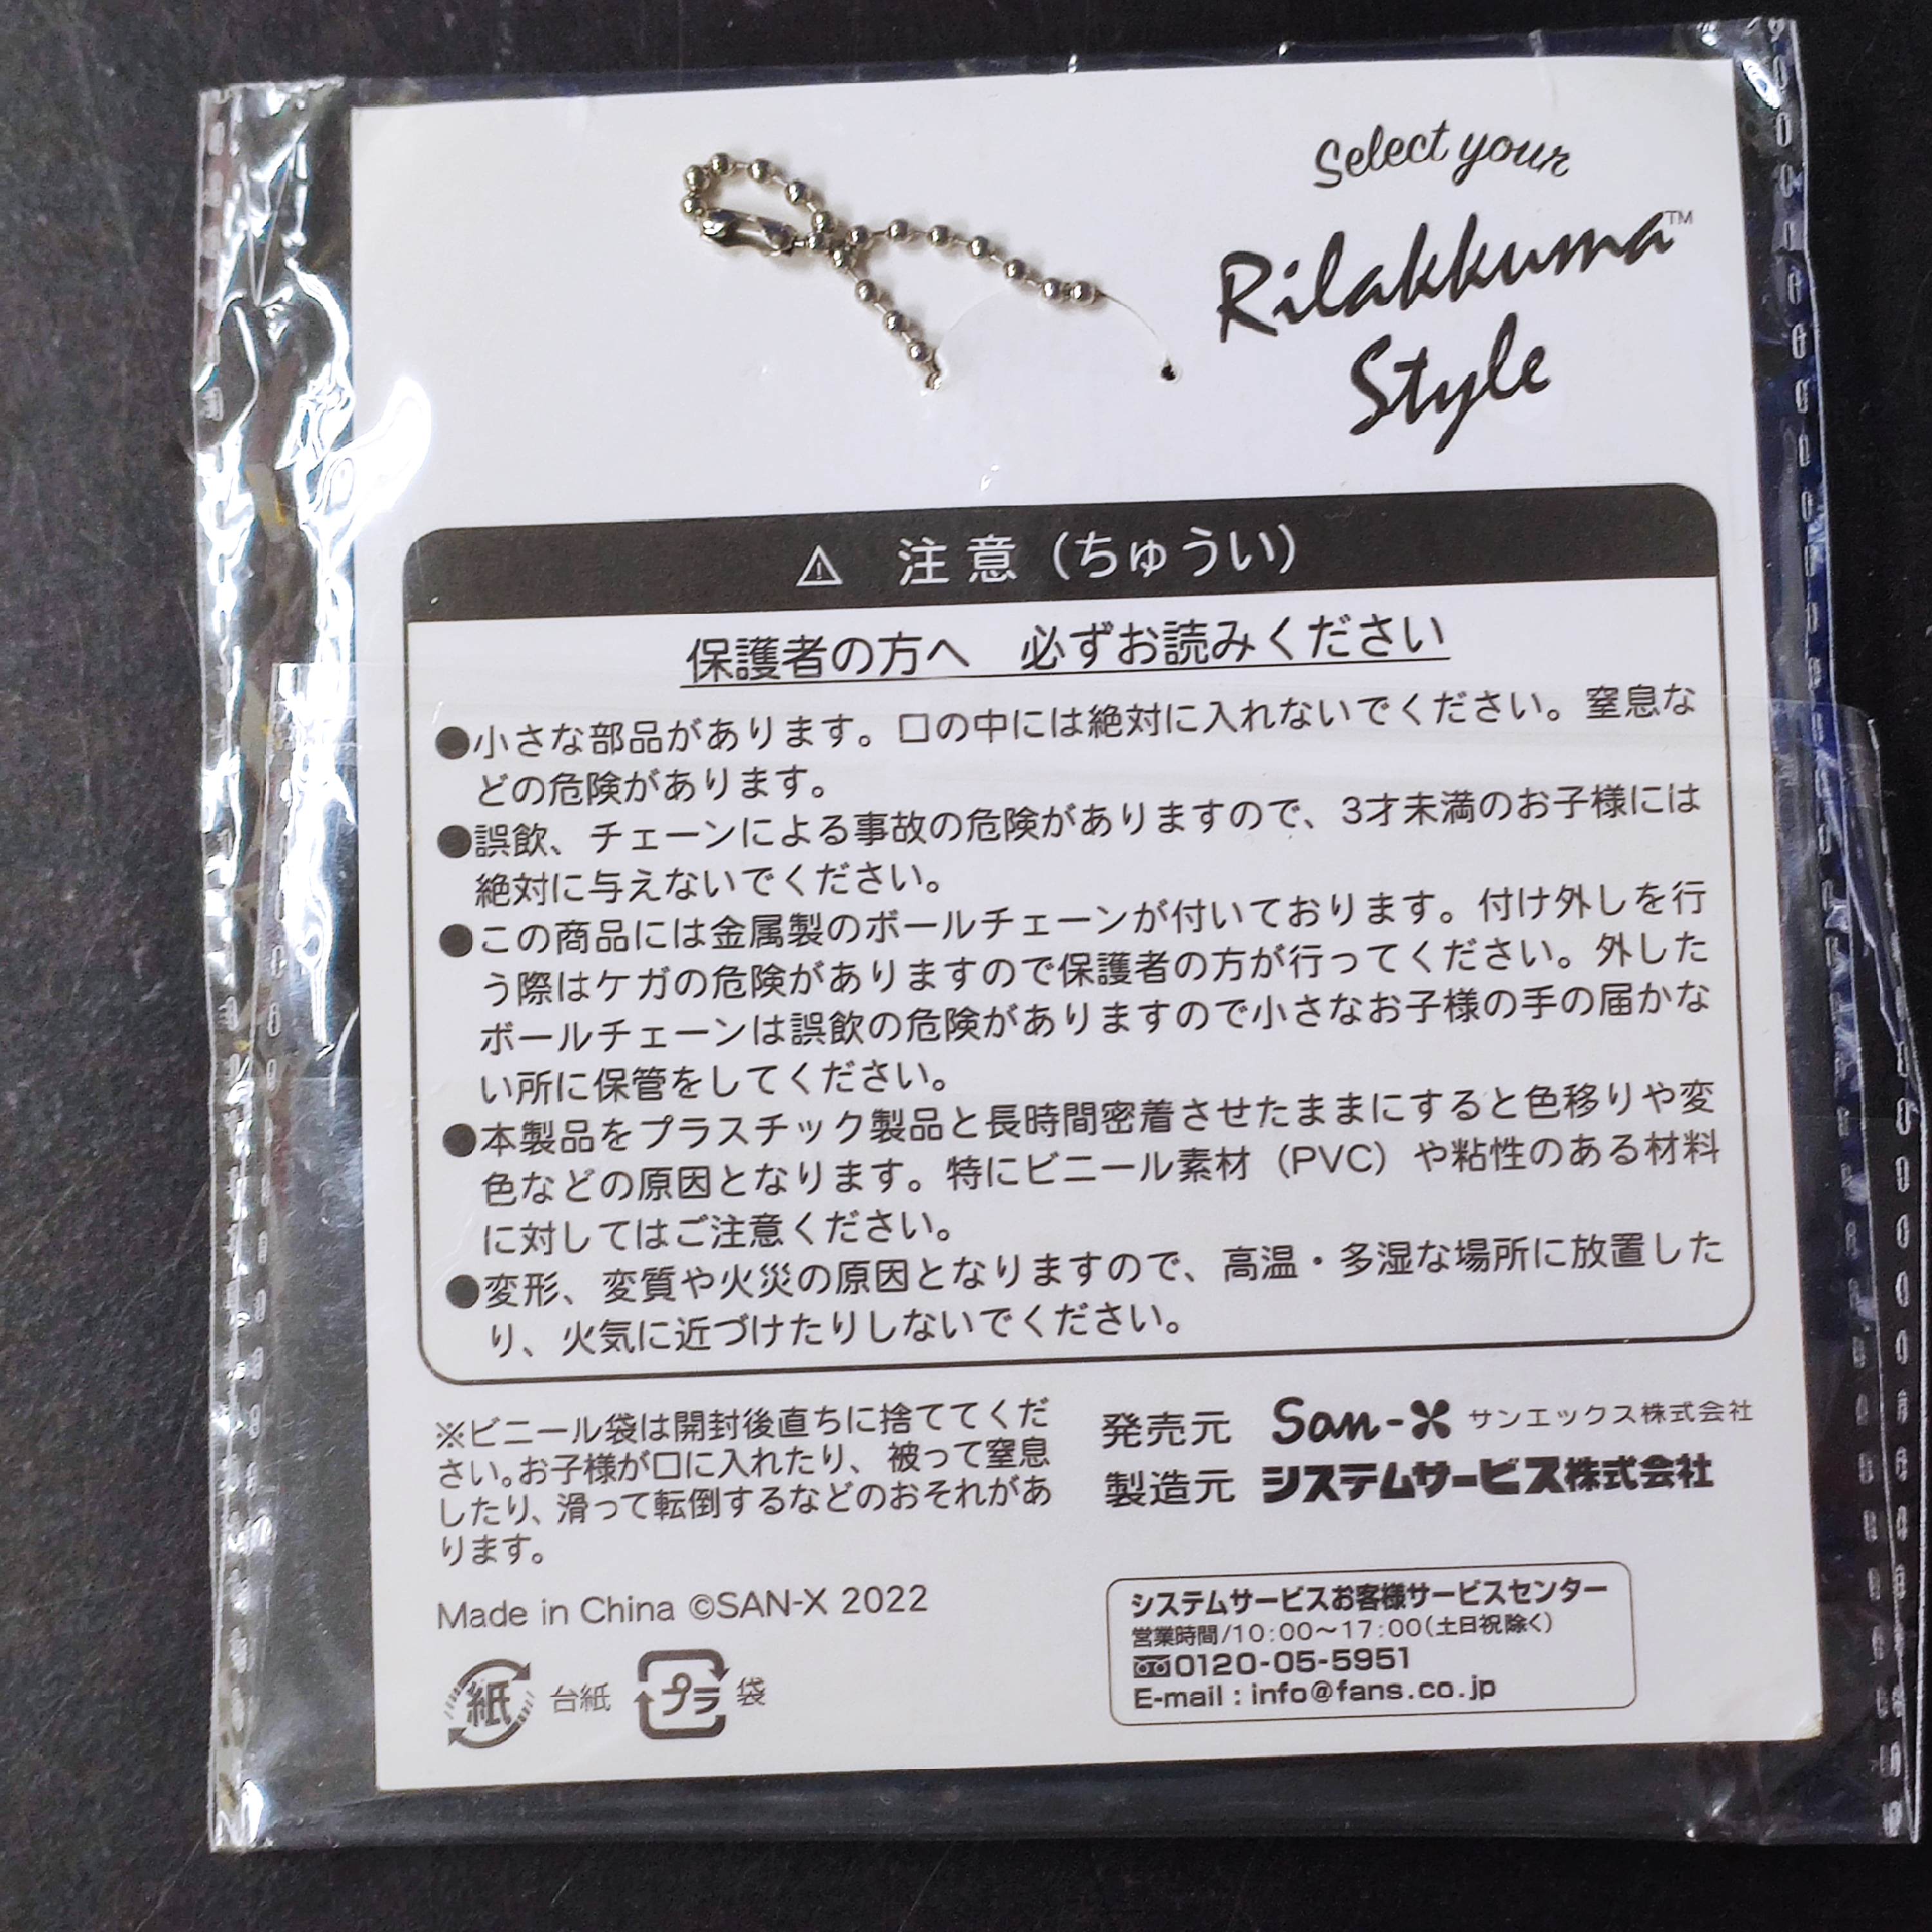 Select your
Rilakkuma™
Style
⚠ 注意（ちゅうい）
保護者の方へ 必ずお読みください
●小さな部品があります。口の中には絶対に入れないでください。窒息な
どの危険があります。
●誤飲、チェーンによる事故の危険がありますので、3才未満のお子様には
絶対に与えないでください。
●この商品には金属製のボールチェーンが付いております。付け外しを行
う際はケガの危険がありますので保護者の方が行ってください。外した
ボールチェーンは誤飲の危険がありますので小さなお子様の手の届かな
い所に保管をしてください。
●本製品をプラスチック製品と長時間密着させたままにすると色移りや変
色などの原因となります。特にビニール素材（PVC）や粘性のある材料
に対してはご注意ください。
●変形、変質や火災の原因となりますので、高温・多湿な場所に放置した
り、火気に近づけたりしないでください。
※ビニール袋は開封後直ちに捨ててくだ
さい。お子様が口に入れたり、被って窒息
したり、滑って転倒するなどのおそれがあ
ります。
Made in China ©SAN-X 2022
紙 台紙 プラ 袋
発売元 San-X サンエックス株式会社
製造元 システムサービス株式会社
システムサービスお客様サービスセンター
営業時間/10:00～17:00(土日祝除く)
0120-05-5951
E-mail : info@fans.co.jp